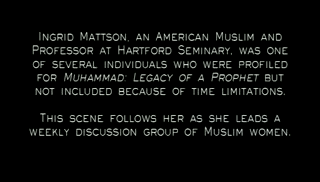 Ingrid Mattson, an American Muslim and
Professor at Hartford Seminary, was one
of several individuals who were profiled
for Muhammad: Legacy of a Prophet but
not included because of time limitations.
This scene follows her as she leads a
weekly discussion group of Muslim women.